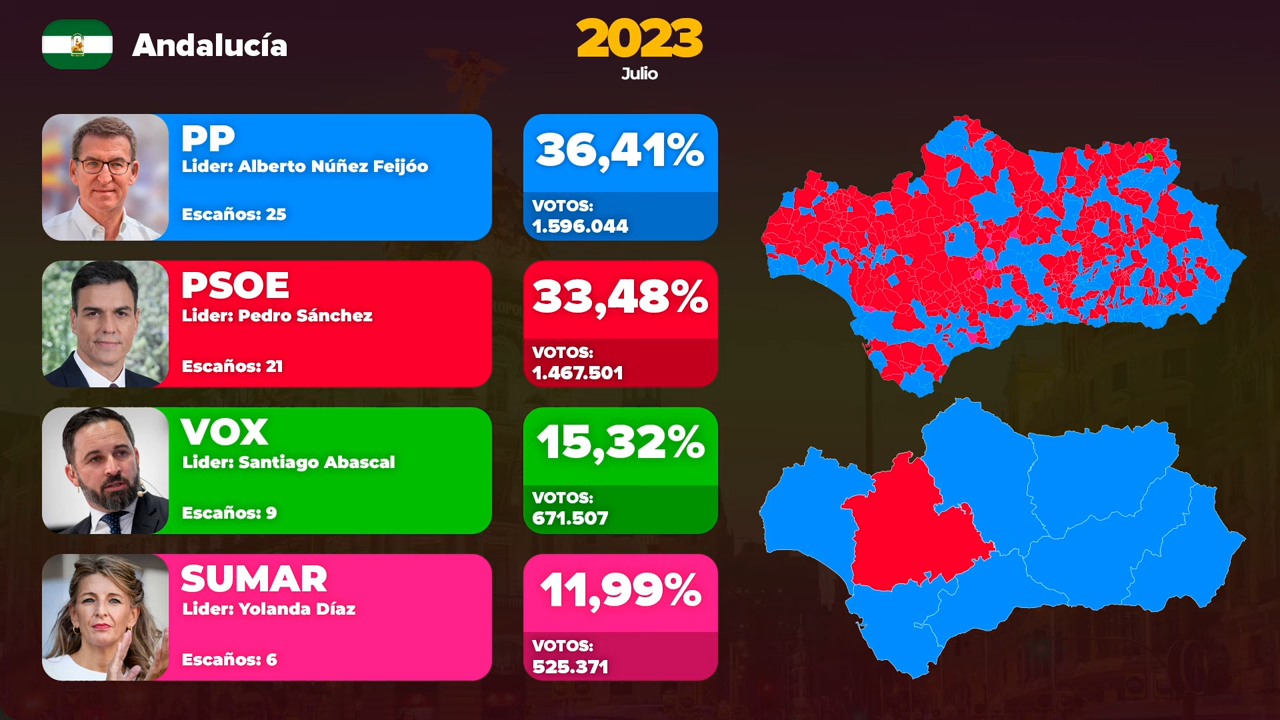 Andalucía
2023
Julio
PP
Lider: Alberto Núñez Feijóo
Escaños: 25
36,41%
VOTOS:
1.596.044
PSOE
Lider: Pedro Sánchez
Escaños: 21
33,48%
VOTOS:
1.467.501
VOX
Lider: Santiago Abascal
Escaños: 9
15,32%
VOTOS:
671.507
SUMAR
Lider: Yolanda Díaz
Escaños: 6
11,99%
VOTOS:
525.371